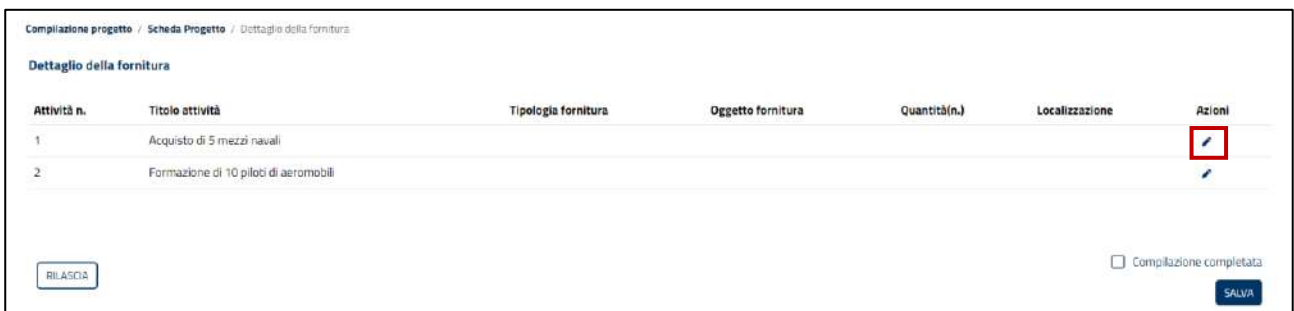 Compilazione progetto / Scheda Progetto / Dettaglio della fornitura
Dettaglio della fornitura
Attività n. Titolo attività Tipologia fornitura Oggetto fornitura Quantità(n.) Localizzazione Azioni
1 Acquisto di 5 mezzi navali
2 Formazione di 10 piloti di aeromobili
Compilazione completata
RILASCIA
SALVA